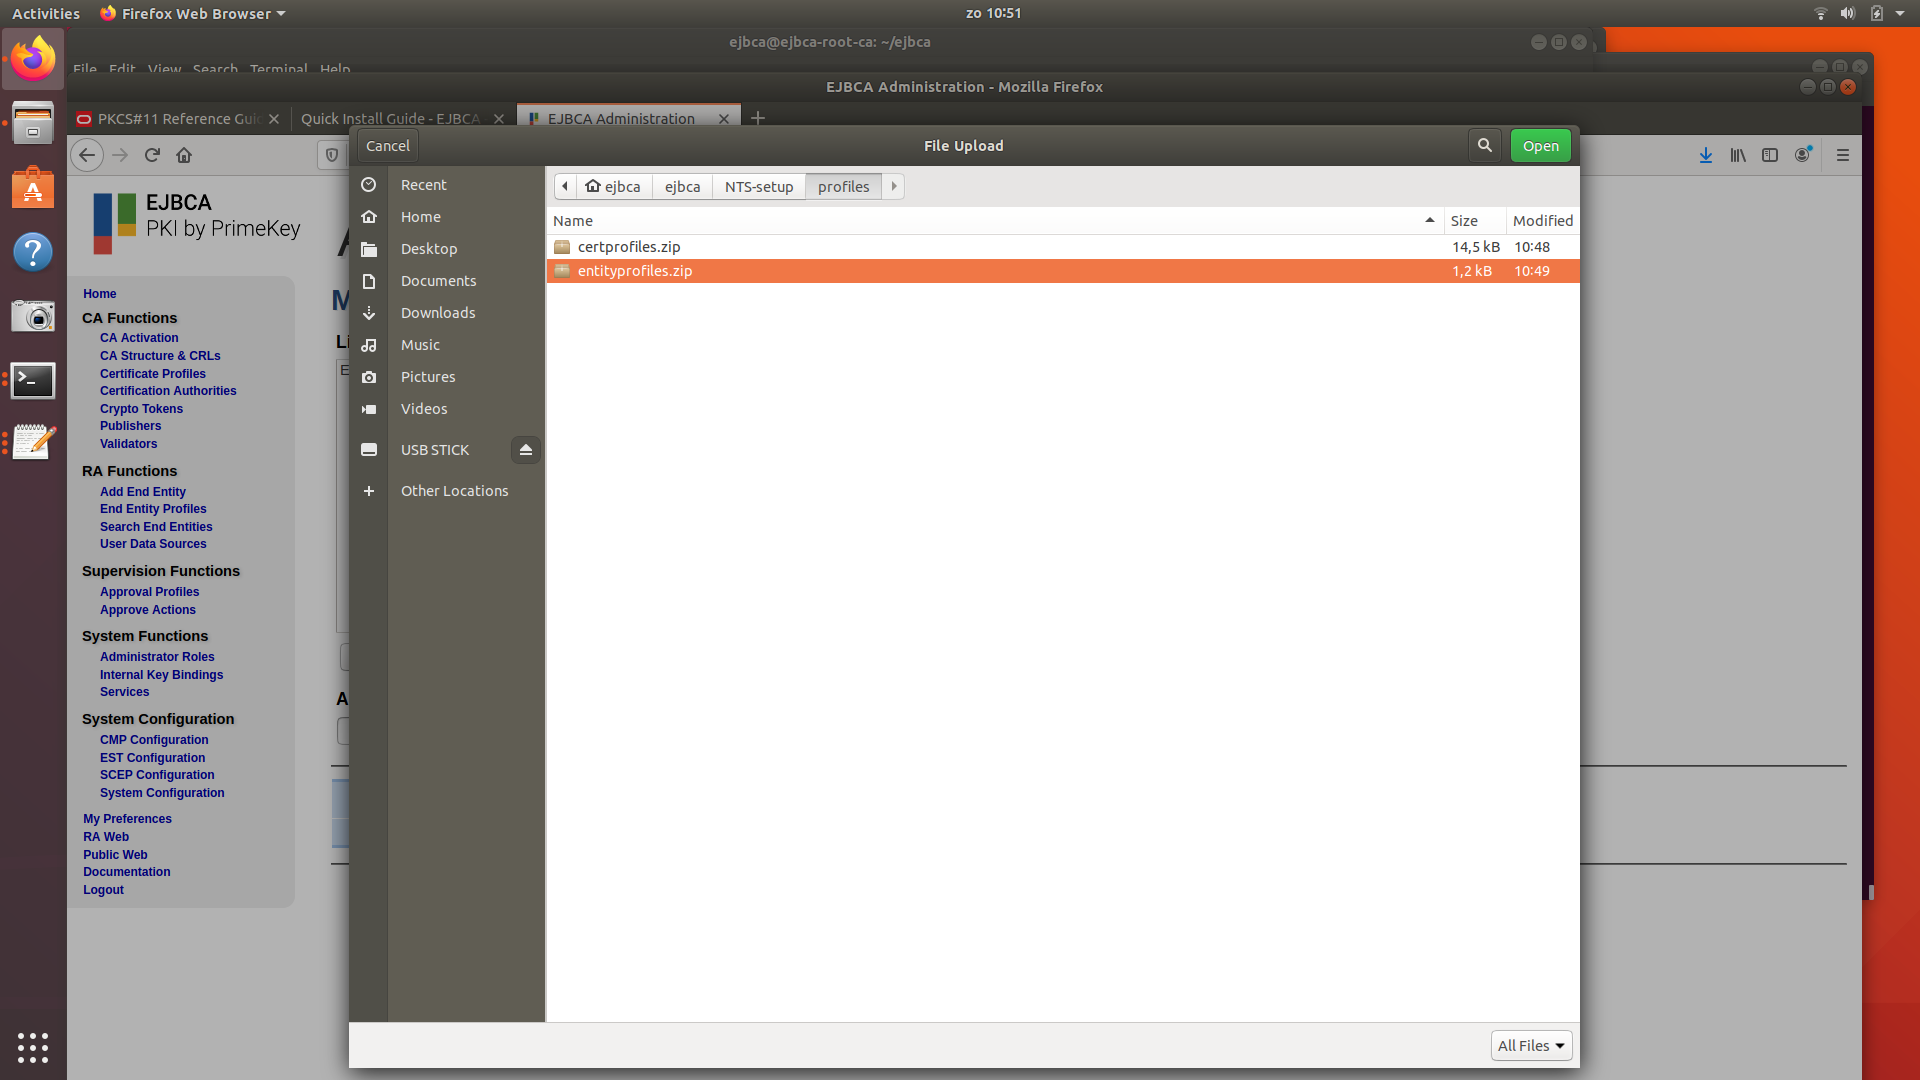 Activities Firefox Web Browser zo 10:51
ejbca@ejbca-root-ca: ~/ejbca
File Edit View Search Terminal Help
EJBCA Administration - Mozilla Firefox
PKCS#11 Reference Gui Quick Install Guide - EJBCA EJBCA Administration
Cancel File Upload Open
EJBCA
PKI by PrimeKey
Home
CA Functions
CA Activation
CA Structure & CRLs
Certificate Profiles
Certification Authorities
Crypto Tokens
Publishers
Validators
RA Functions
Add End Entity
End Entity Profiles
Search End Entities
User Data Sources
Supervision Functions
Approval Profiles
Approve Actions
System Functions
Administrator Roles
Internal Key Bindings
Services
System Configuration
CMP Configuration
EST Configuration
SCEP Configuration
System Configuration
My Preferences
RA Web
Public Web
Documentation
Logout
Recent
Home
Desktop
Documents
Downloads
Music
Pictures
Videos
USB STICK
Other Locations
ejbca ejbca NTS-setup profiles
Name Size Modified
certprofiles.zip 14,5 kB 10:48
entityprofiles.zip 1,2 kB 10:49
All Files